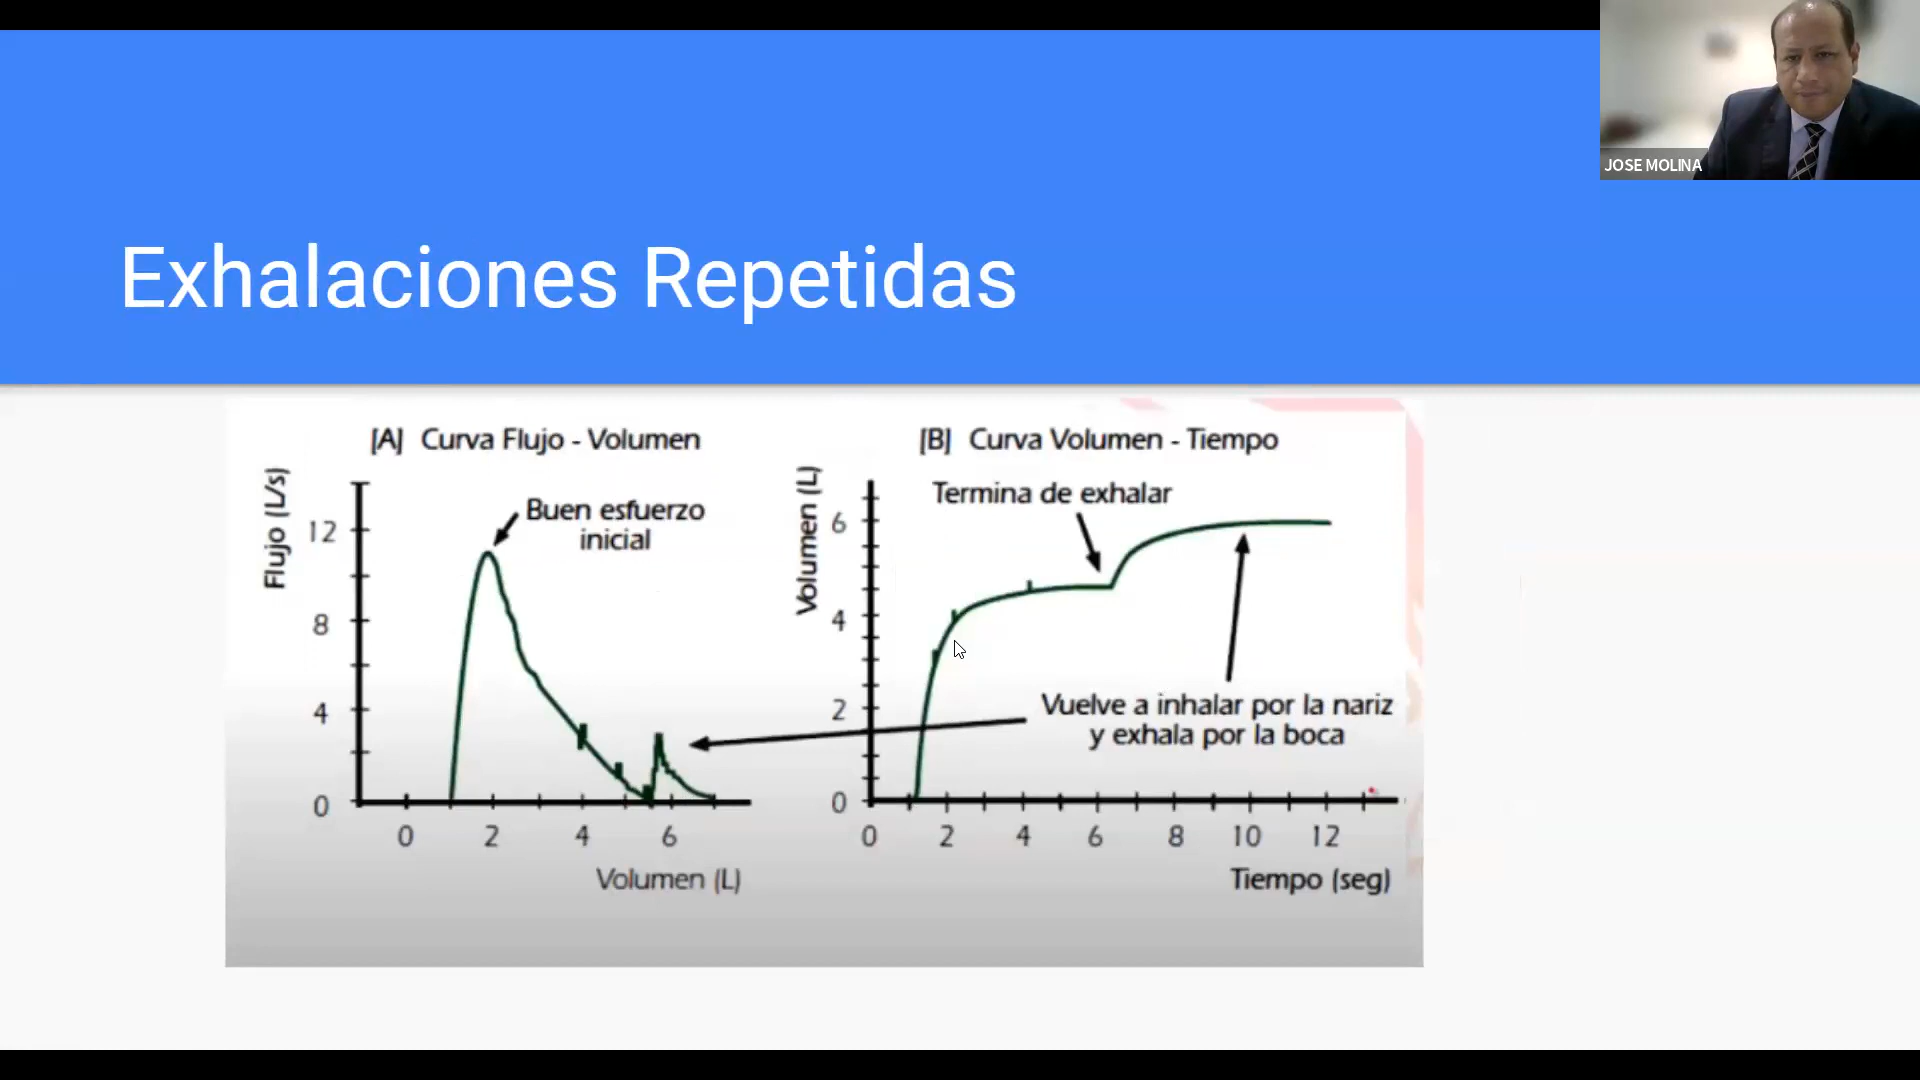 JOSE MOLINA
Exhalaciones Repetidas
[A] Curva Flujo - Volumen
Flujo (L/s)
12
8
4
0
Buen esfuerzo
inicial
0 2 4 6
Volumen (L)
[B] Curva Volumen - Tiempo
Volumen (L)
6
4
2
0
Termina de exhalar
Vuelve a inhalar por la nariz
y exhala por la boca
0 2 4 6 8 10 12
Tiempo (seg)